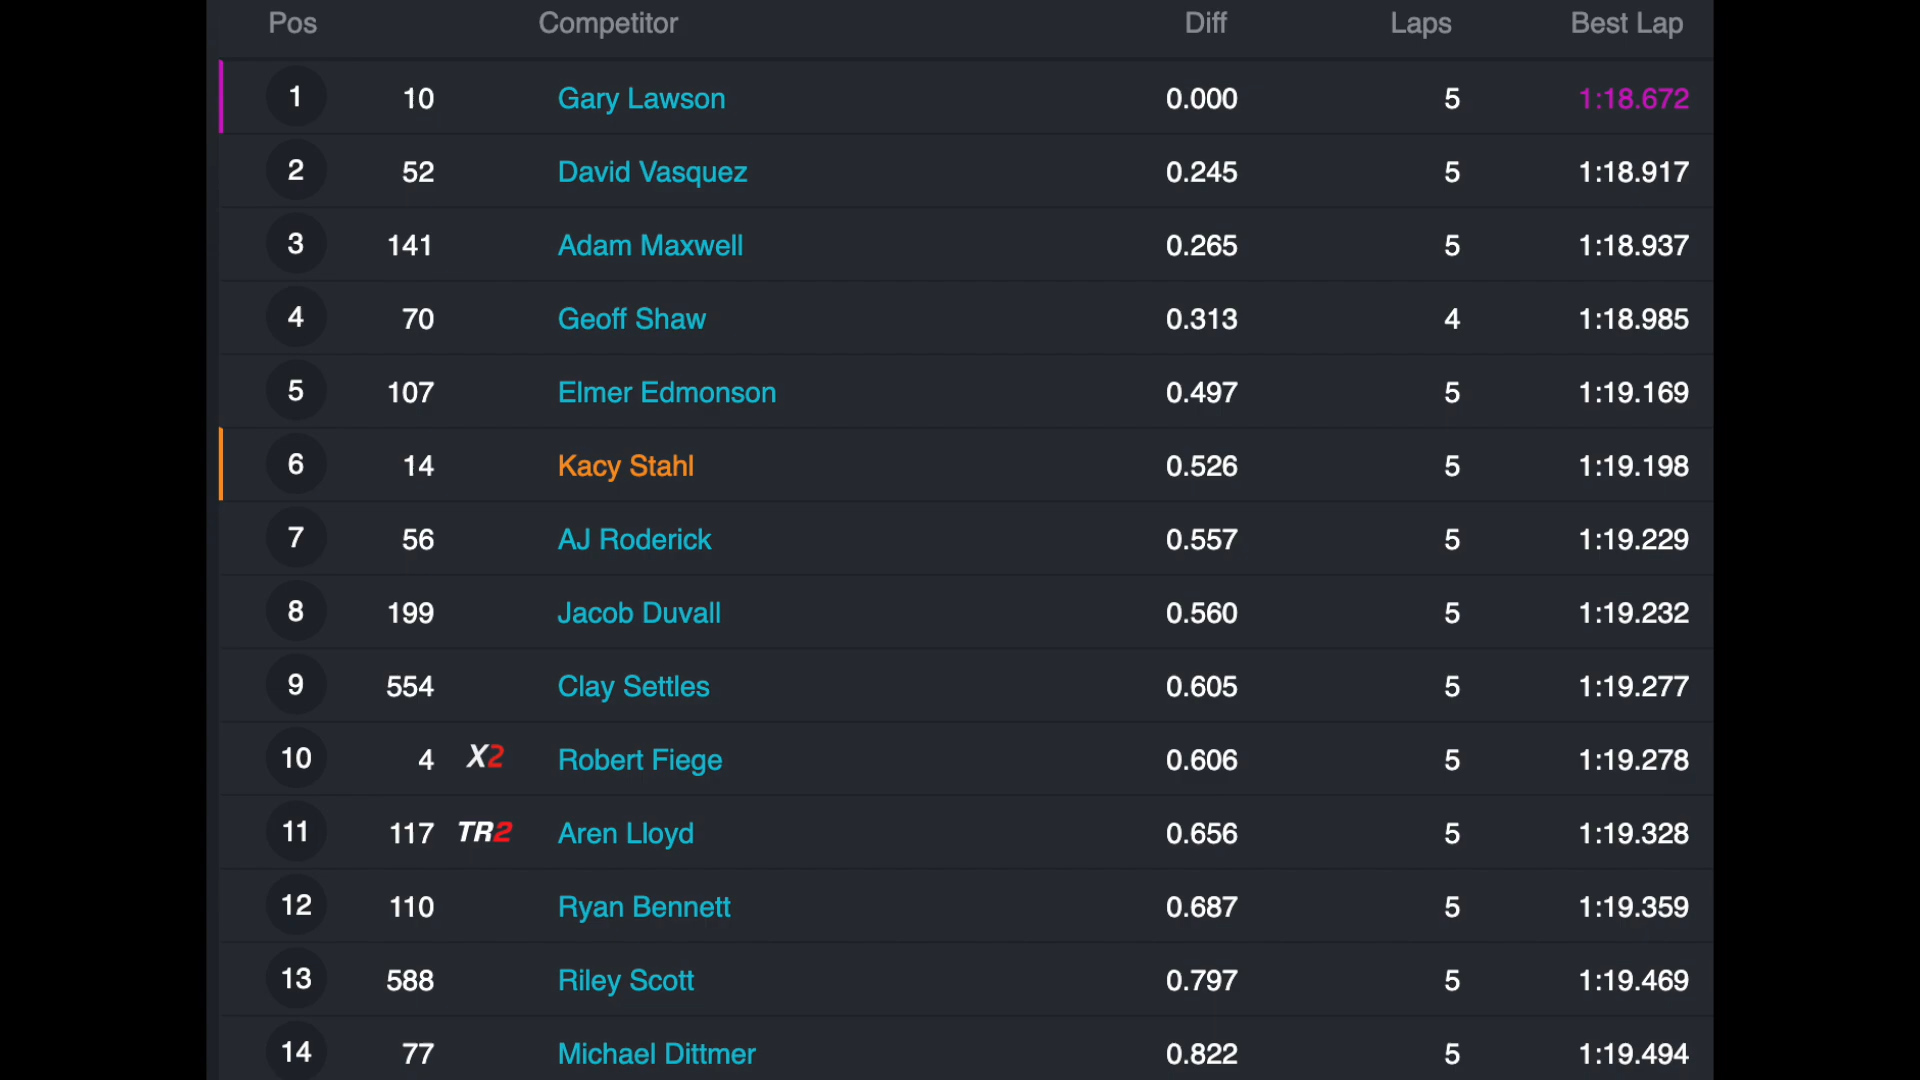 Pos Competitor Diff Laps Best Lap
1 10 Gary Lawson 0.000 5 1:18.672
2 52 David Vasquez 0.245 5 1:18.917
3 141 Adam Maxwell 0.265 5 1:18.937
4 70 Geoff Shaw 0.313 4 1:18.985
5 107 Elmer Edmonson 0.497 5 1:19.169
6 14 Kacy Stahl 0.526 5 1:19.198
7 56 AJ Roderick 0.557 5 1:19.229
8 199 Jacob Duvall 0.560 5 1:19.232
9 554 Clay Settles 0.605 5 1:19.277
10 4 X2 Robert Fiege 0.606 5 1:19.278
11 117 TR2 Aren Lloyd 0.656 5 1:19.328
12 110 Ryan Bennett 0.687 5 1:19.359
13 588 Riley Scott 0.797 5 1:19.469
14 77 Michael Dittmer 0.822 5 1:19.494